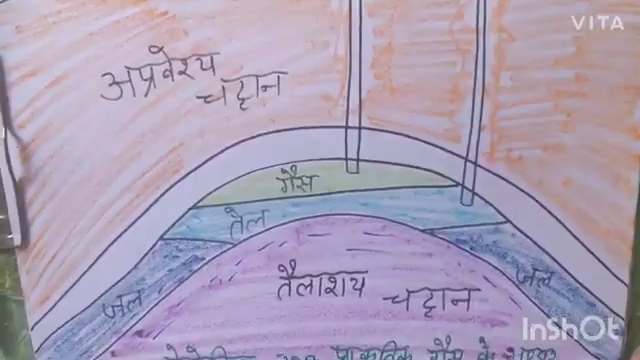 VITA
अप्रवेश्य
चट्टान
गैस
तेल
तैलाशय चट्टान
जल
जल
प्राकृतिक गैस के
InShOt